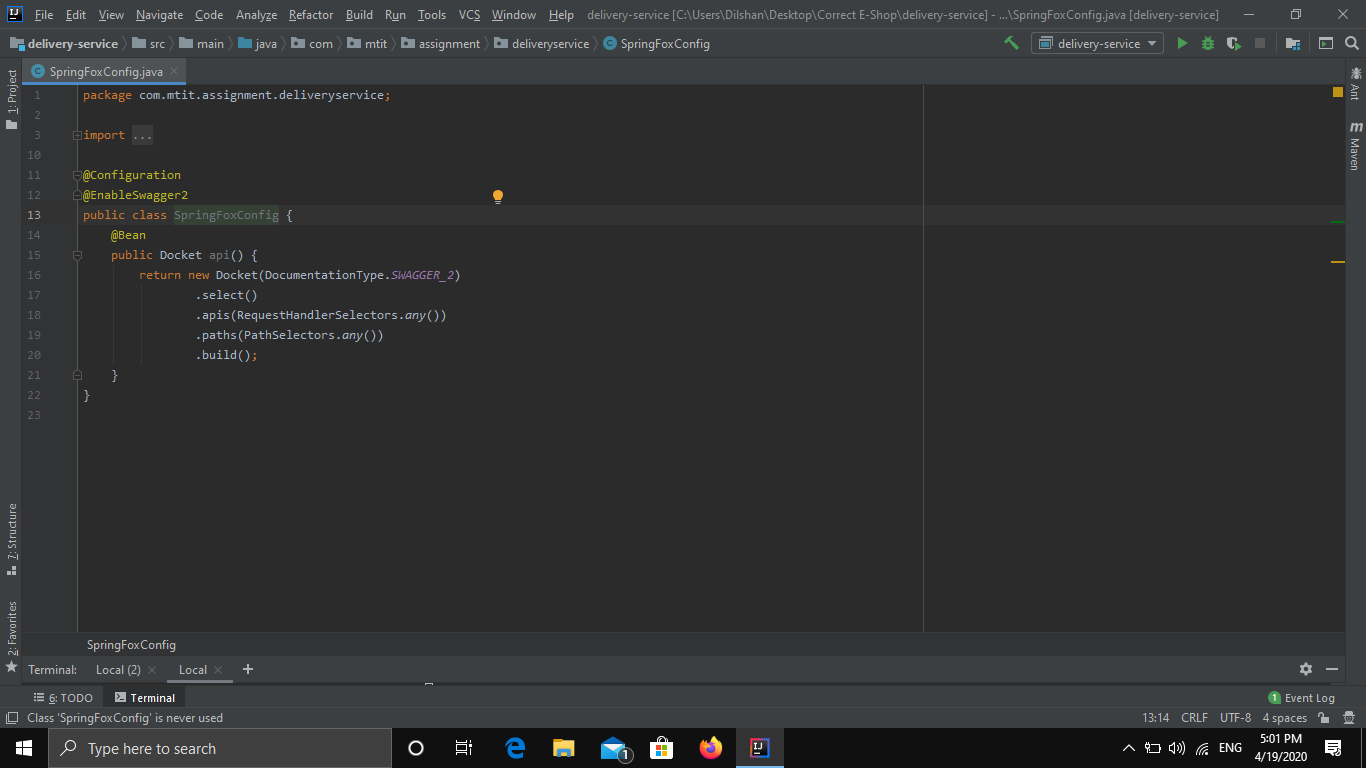 File Edit View Navigate Code Analyze Refactor Build Run Tools VCS Window Help delivery-service [C:\Users\Dilshan\Desktop\Correct E-Shop\delivery-service] - ...\SpringFoxConfig.java [delivery-service]
delivery-service src main java com mtit assignment deliveryservice SpringFoxConfig delivery-service
SpringFoxConfig.java
1: Project
Ant
Maven
1 package com.mtit.assignment.deliveryservice;
2
3 import ...
10
11 @Configuration
12 @EnableSwagger2
13 public class SpringFoxConfig {
14 @Bean
15 public Docket api() {
16 return new Docket(DocumentationType.SWAGGER_2)
17 .select()
18 .apis(RequestHandlerSelectors.any())
19 .paths(PathSelectors.any())
20 .build();
21 }
22 }
23
7: Structure
2: Favorites
SpringFoxConfig
Terminal: Local (2) Local +
6: TODO Terminal 1 Event Log
Class 'SpringFoxConfig' is never used 13:14 CRLF UTF-8 4 spaces
Type here to search 1 ENG 5:01 PM
4/19/2020